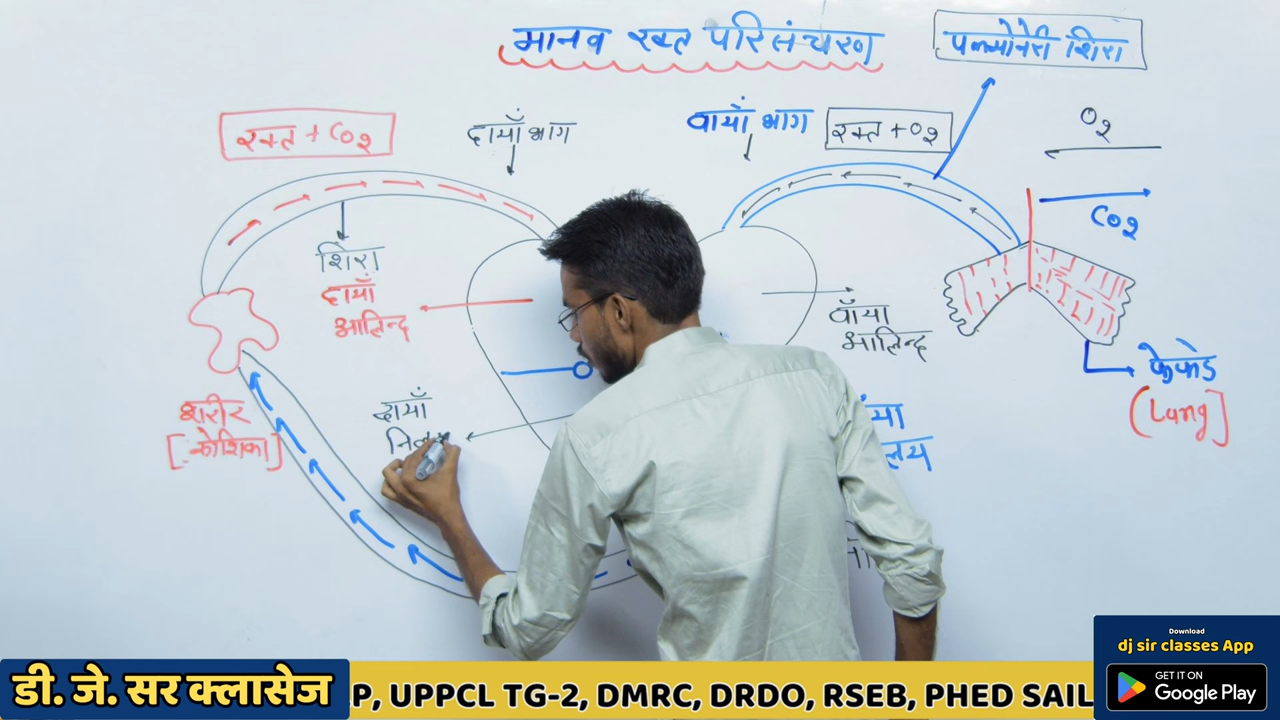 मानव रक्त परिसंचरण
पल्मोनेरी शिरा
रक्त + CO2
दायाँ भाग
वायाँ भाग
रक्त + O2
O2
CO2
शिरा
दायाँ
आलिन्द
वाँया
आलिन्द
फेफडे
(Lung]
शरीर
[कोशिका]
दायाँ
लय
Download
dj sir classes App
GET IT ON
Google Play
डी. जे. सर क्लासेज
P, UPPCL TG-2, DMRC, DRDO, RSEB, PHED SAIL